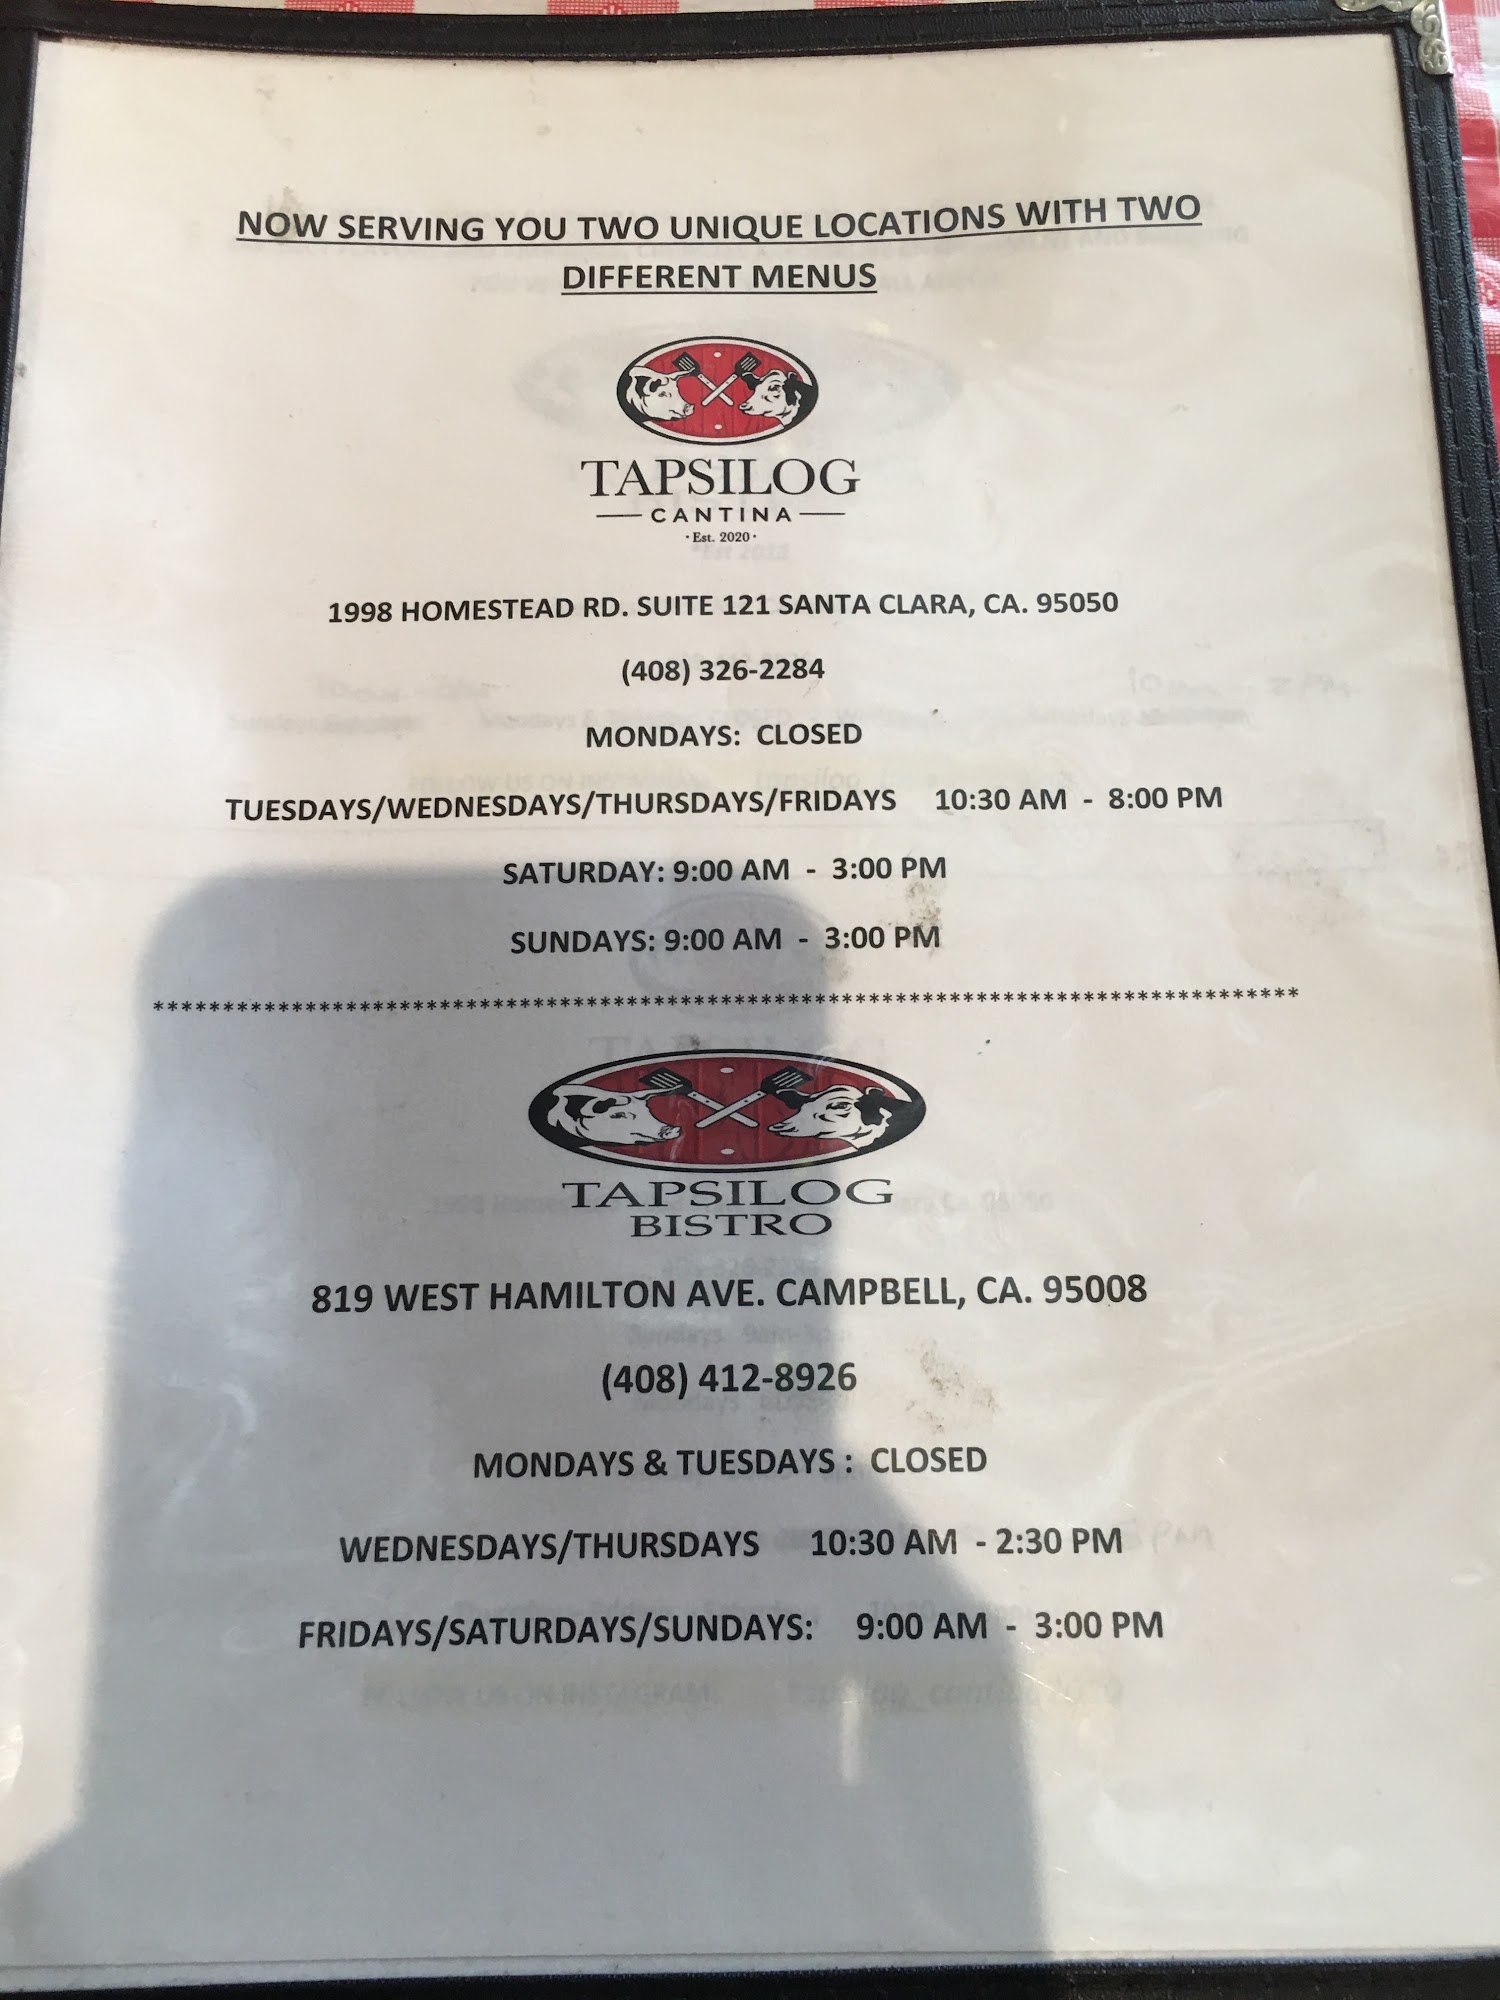 NOW SERVING YOU TWO UNIQUE LOCATIONS WITH TWO
DIFFERENT MENUS
TAPSILOG
CANTINA
· Est. 2020 ·
1998 HOMESTEAD RD. SUITE 121 SANTA CLARA, CA. 95050
(408) 326-2284
MONDAYS: CLOSED
TUESDAYS/WEDNESDAYS/THURSDAYS/FRIDAYS 10:30 AM - 8:00 PM
SATURDAY: 9:00 AM - 3:00 PM
SUNDAYS: 9:00 AM - 3:00 PM
TAPSILOG
BISTRO
819 WEST HAMILTON AVE. CAMPBELL, CA. 95008
(408) 412-8926
MONDAYS & TUESDAYS : CLOSED
WEDNESDAYS/THURSDAYS 10:30 AM - 2:30 PM
FRIDAYS/SATURDAYS/SUNDAYS: 9:00 AM - 3:00 PM